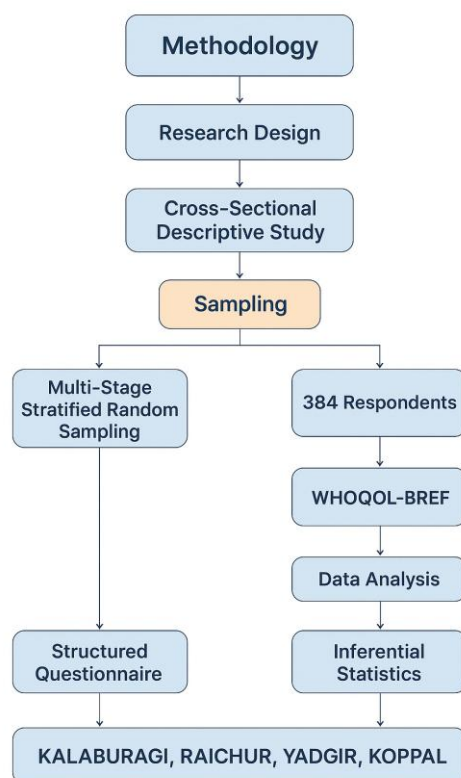 Methodology
Research Design
Cross-Sectional
Descriptive Study
Sampling
Multi-Stage
Stratified Random
Sampling
384 Respondents
WHOQOL-BREF
Data Analysis
Structured
Questionnaire
Inferential
Statistics
KALABURAGI, RAICHUR, YADGIR, KOPPAL